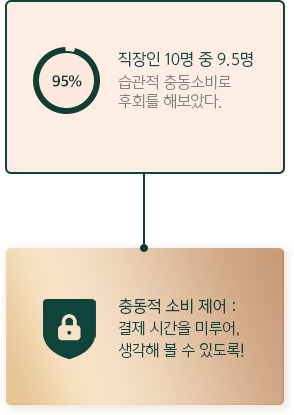 95%
직장인 10명 중 9.5명
습관적 충동소비로
후회를 해보았다.
충동적 소비 제어 :
결제 시간을 미루어,
생각해 볼 수 있도록!